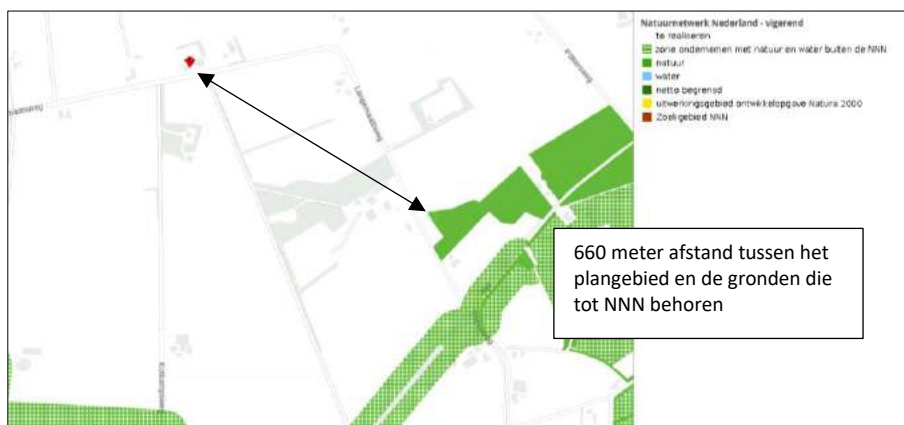 Natuurnetwerk Nederland - vigerend
te realiseren
zone ondernemen met natuur en water buiten de NNN
natuur
water
netto begrensd
uitwerkingsgebied ontwikkelopgave Natura 2000
Zoekgebied NNN
660 meter afstand tussen het
plangebied en de gronden die
tot NNN behoren